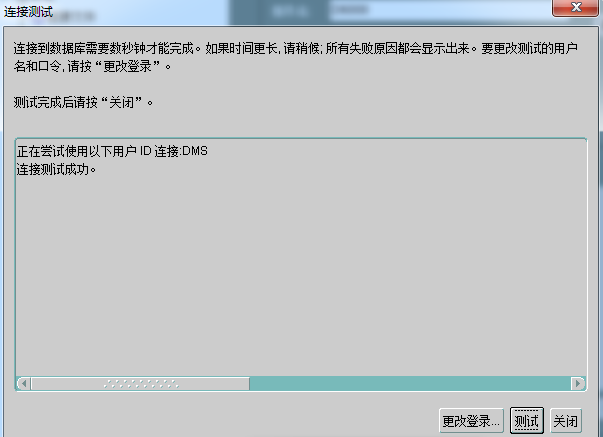 连接测试
连接到数据库需要数秒钟才能完成。如果时间更长, 请稍候; 所有失败原因都会显示出来。要更改测试的用户
名和口令, 请按“更改登录”。
测试完成后请按“关闭”。
正在尝试使用以下用户 ID 连接:DMS
连接测试成功。
更改登录... 测试 关闭